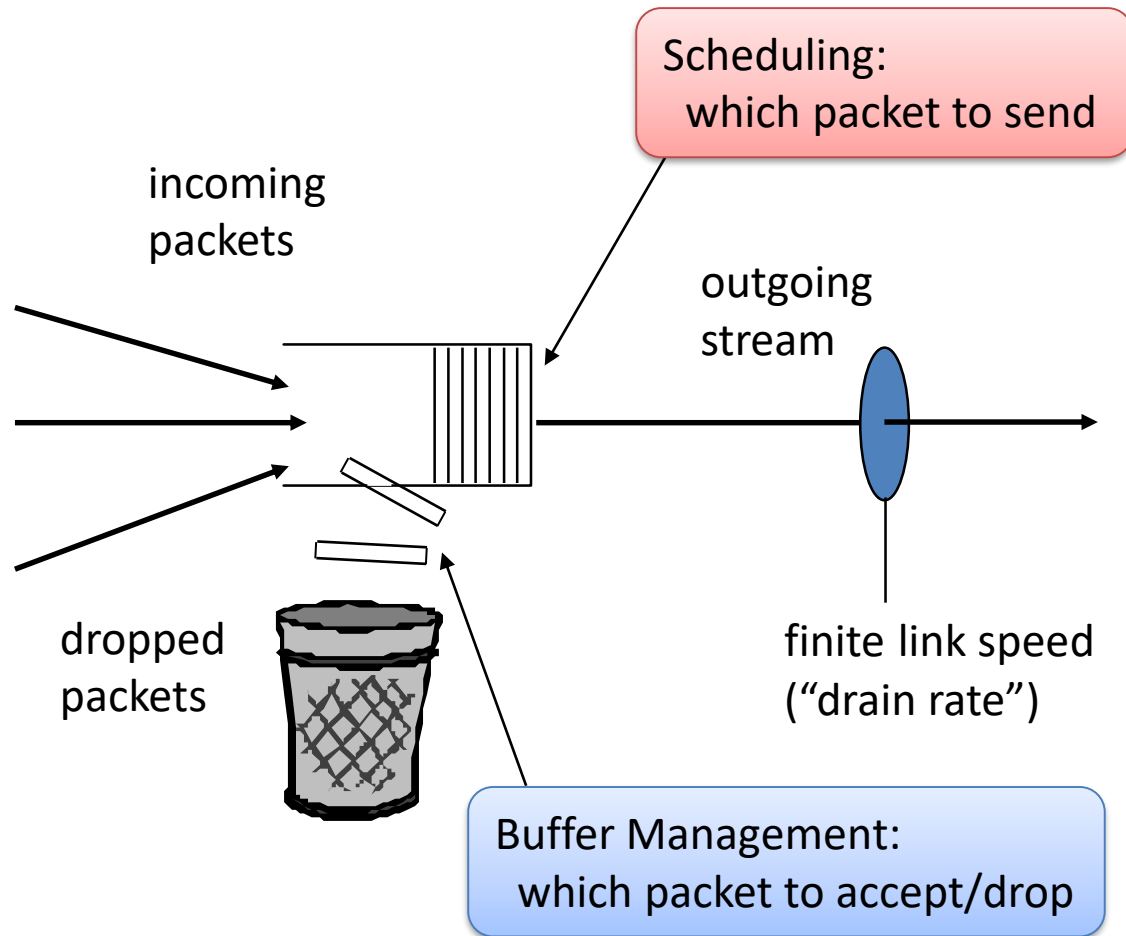 Scheduling:
which packet to send
incoming
packets
outgoing
stream
dropped
packets
finite link speed
(“drain rate”)
Buffer Management:
which packet to accept/drop